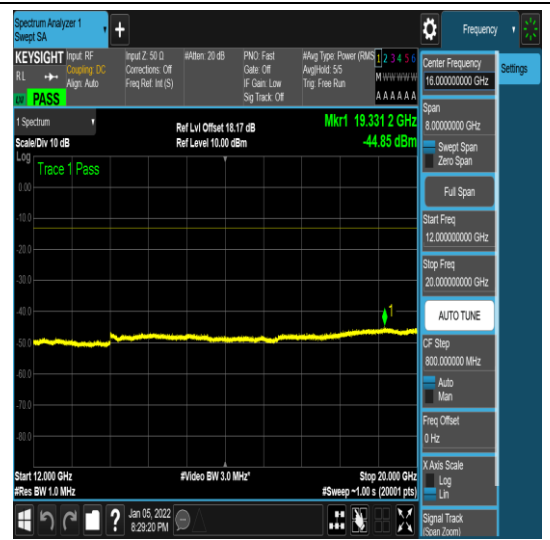 Spectrum Analyzer 1
Swept SA
+
Frequency
KEYSIGHT
RL
PASS
Input: RF
Coupling: DC
Align: Auto
Input Z: 50 Ω
Corrections: Off
Freq Ref: Int (S)
#Atten: 20 dB
PNO: Fast
Gate: Off
IF Gain: Low
Sig Track: Off
#Avg Type: Power (RMS
Avg|Hold: 5/5
Trig: Free Run
1 2 3 4 5 6
M W W W W W
A A A A A A
1 Spectrum
Scale/Div 10 dB
Ref Lvl Offset 18.17 dB
Ref Level 10.00 dBm
Mkr1 19.331 2 GHz
-44.85 dBm
Log
Trace 1 Pass
0.00
-10.0
-20.0
-30.0
-40.0
-50.0
-60.0
-70.0
-80.0
1
Start 12.000 GHz
#Res BW 1.0 MHz
#Video BW 3.0 MHz*
Stop 20.000 GHz
#Sweep ~1.00 s (20001 pts)
Jan 05, 2022
8:29:20 PM
?
Center Frequency
16.000000000 GHz
Span
8.00000000 GHz
Swept Span
Zero Span
Full Span
Start Freq
12.000000000 GHz
Stop Freq
20.000000000 GHz
AUTO TUNE
CF Step
800.000000 MHz
Auto
Man
Freq Offset
0 Hz
X Axis Scale
Log
Lin
Signal Track
(Span Zoom)
Settings